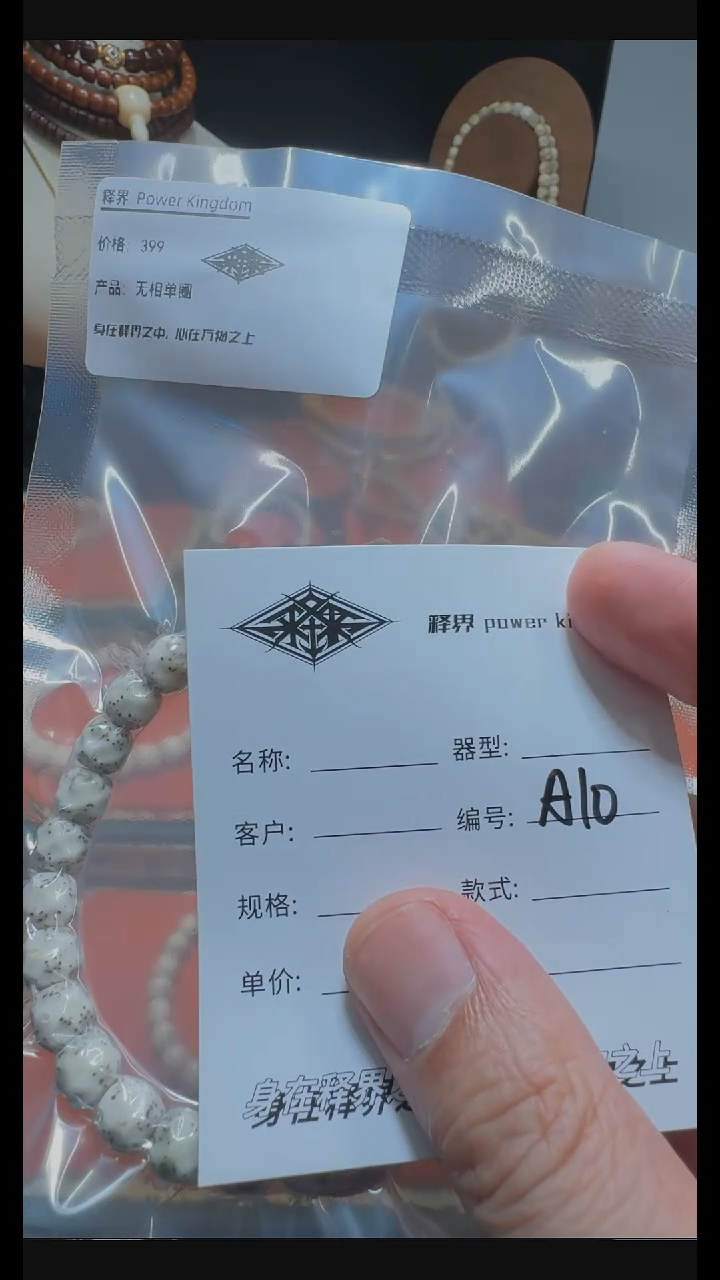 释界 Power Kingdom
价格: 399
产品: 无相单圈
身在释界之中, 心在万物之上
释界 power ki
名称: 器型:
客户: 编号: A10
规格: 款式:
单价:
身在释界 之上